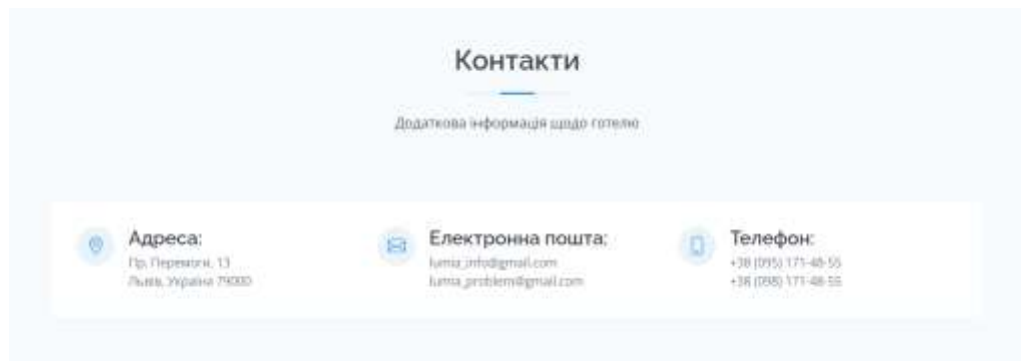 Контакти
Додаткова інформація щодо готелю
Адреса:
Пр. Перемоги, 13
Львів, Україна 79000
Електронна пошта:
lumia_info@gmail.com
lumia_problem@gmail.com
Телефон:
+38 (095) 171-48-55
+38 (098) 171-48-55